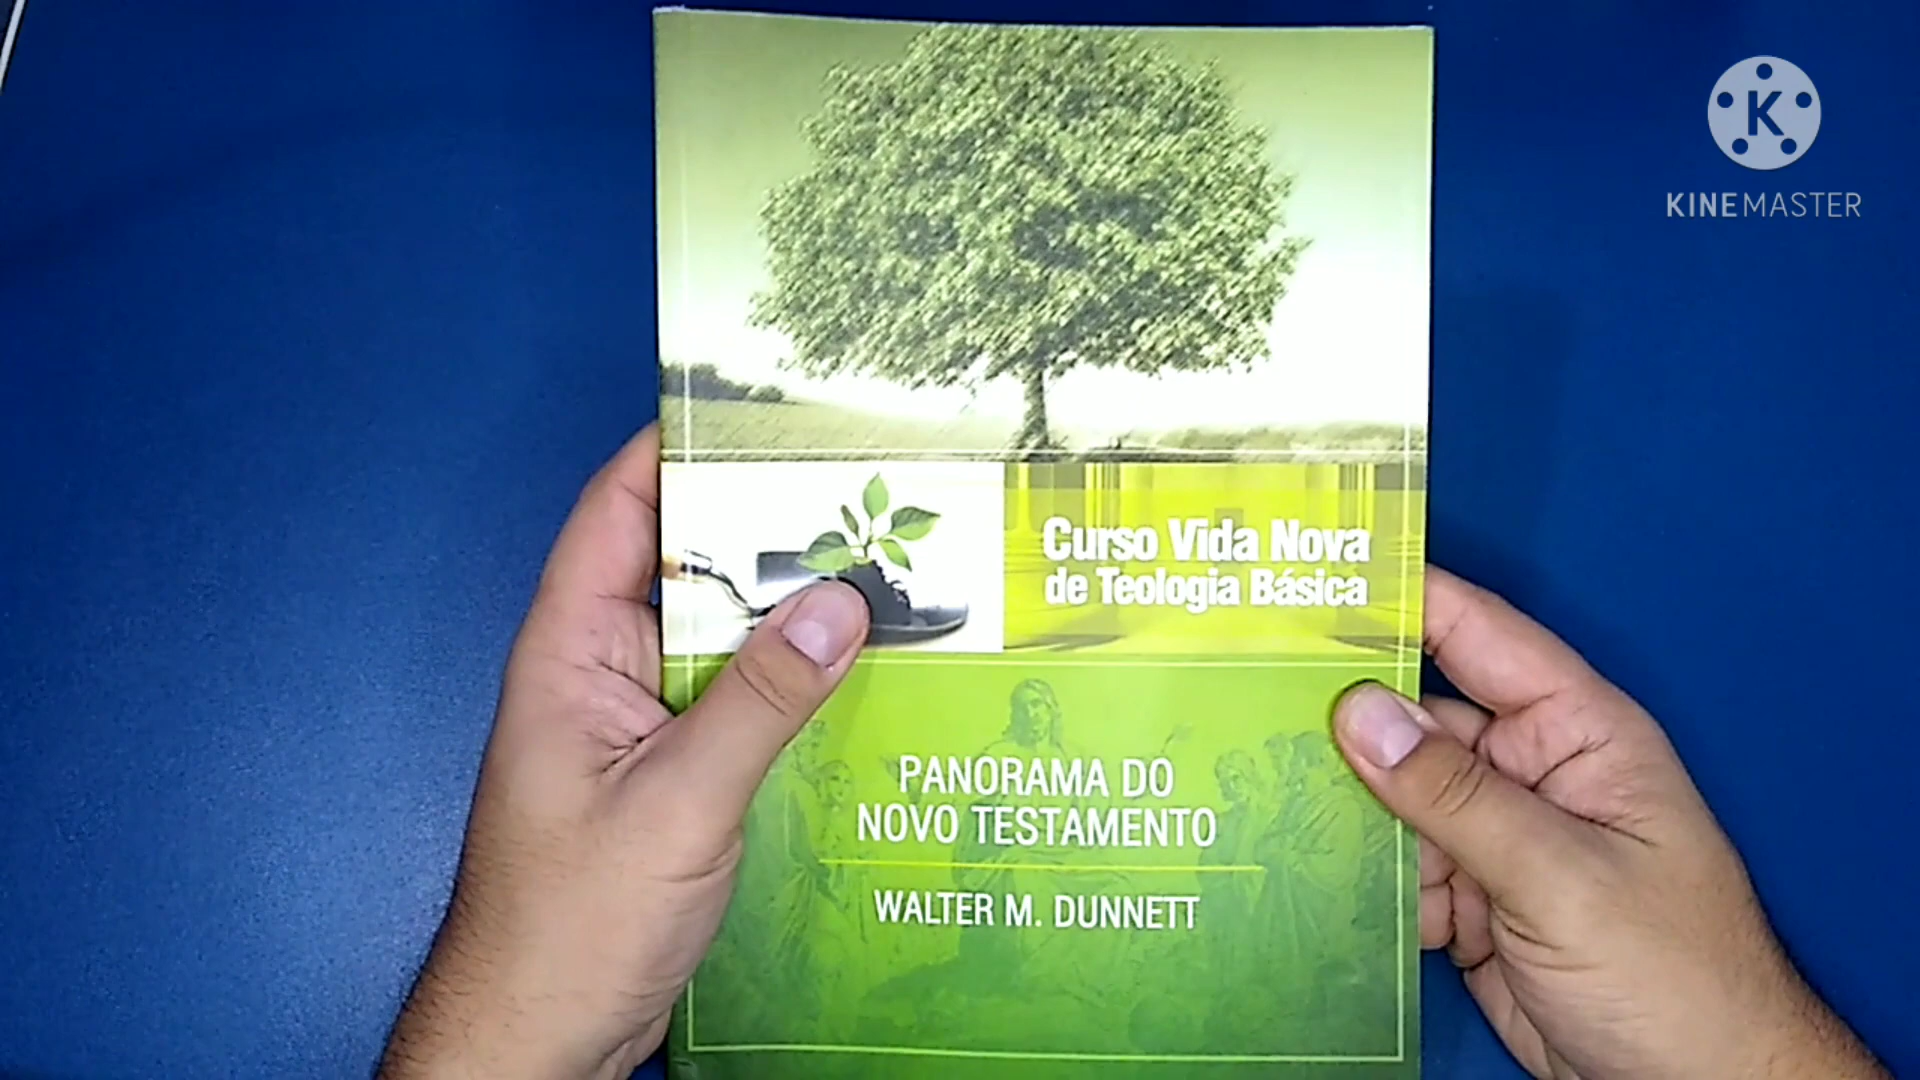 K
KINEMASTER
Curso Vida Nova
de Teologia Básica
PANORAMA DO
NOVO TESTAMENTO
WALTER M. DUNNETT